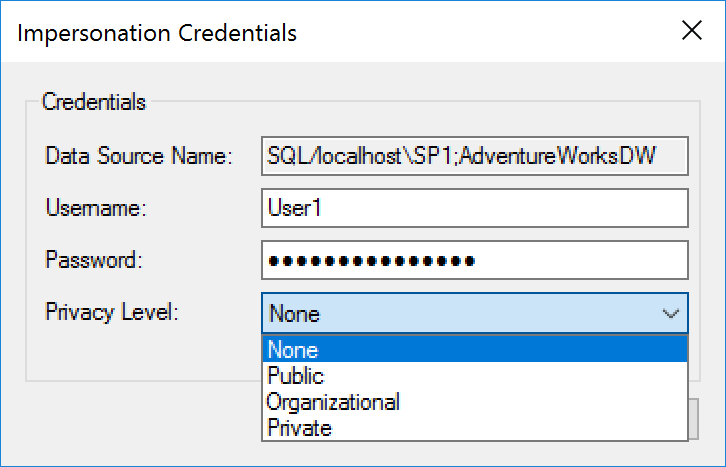 Impersonation Credentials
Credentials
Data Source Name: SQL/localhost\SP1;AdventureWorksDW
Username: User1
Password: ●●●●●●●●●●●●●●●
Privacy Level: None
None
Public
Organizational
Private